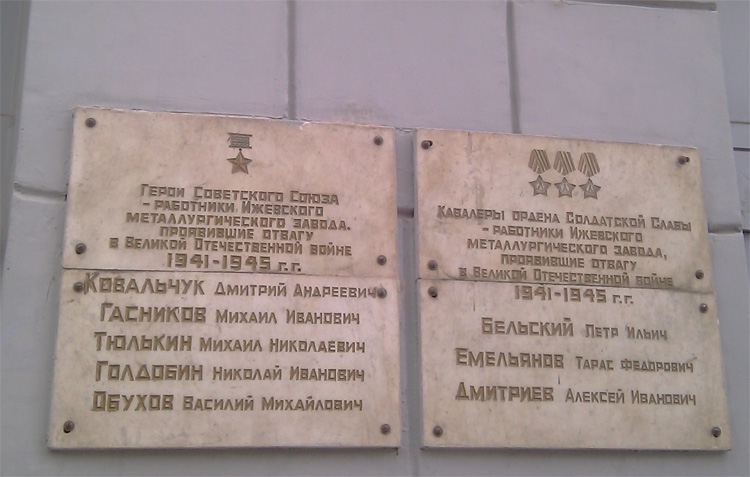 Герои Советского Союза
- работники Ижевского
металлургического завода.
проявившие отвагу
в Великой Отечественной войне
1941-1945 г.г.
Ковальчук Дмитрий Андреевич
Гасников Михаил Иванович
Тюлькин Михаил Николаевич
Голдобин Николай Иванович
Обухов Василий Михайлович
Кавалеры ордена Солдатской Славы
- работники Ижевского
металлургического завода,
проявившие отвагу
в Великой Отечественной войне
1941-1945 г.г.
Бельский Петр Ильич
Емельянов Тарас Федорович
Дмитриев Алексей Иванович